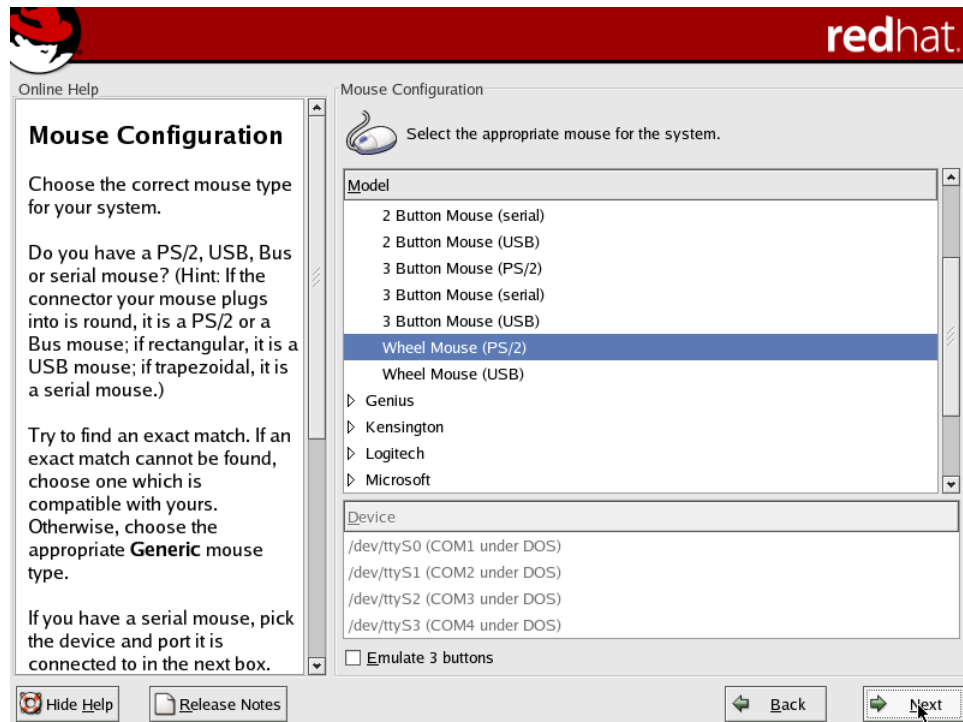 redhat.
Online Help
Mouse Configuration
Choose the correct mouse type
for your system.
Do you have a PS/2, USB, Bus
or serial mouse? (Hint: If the
connector your mouse plugs
into is round, it is a PS/2 or a
Bus mouse; if rectangular, it is a
USB mouse; if trapezoidal, it is
a serial mouse.)
Try to find an exact match. If an
exact match cannot be found,
choose one which is
compatible with yours.
Otherwise, choose the
appropriate Generic mouse
type.
If you have a serial mouse, pick
the device and port it is
connected to in the next box.
Mouse Configuration
Select the appropriate mouse for the system.
Model
2 Button Mouse (serial)
2 Button Mouse (USB)
3 Button Mouse (PS/2)
3 Button Mouse (serial)
3 Button Mouse (USB)
Wheel Mouse (PS/2)
Wheel Mouse (USB)
Genius
Kensington
Logitech
Microsoft
Device
/dev/ttyS0 (COM1 under DOS)
/dev/ttyS1 (COM2 under DOS)
/dev/ttyS2 (COM3 under DOS)
/dev/ttyS3 (COM4 under DOS)
Emulate 3 buttons
Hide Help
Release Notes
Back
Next